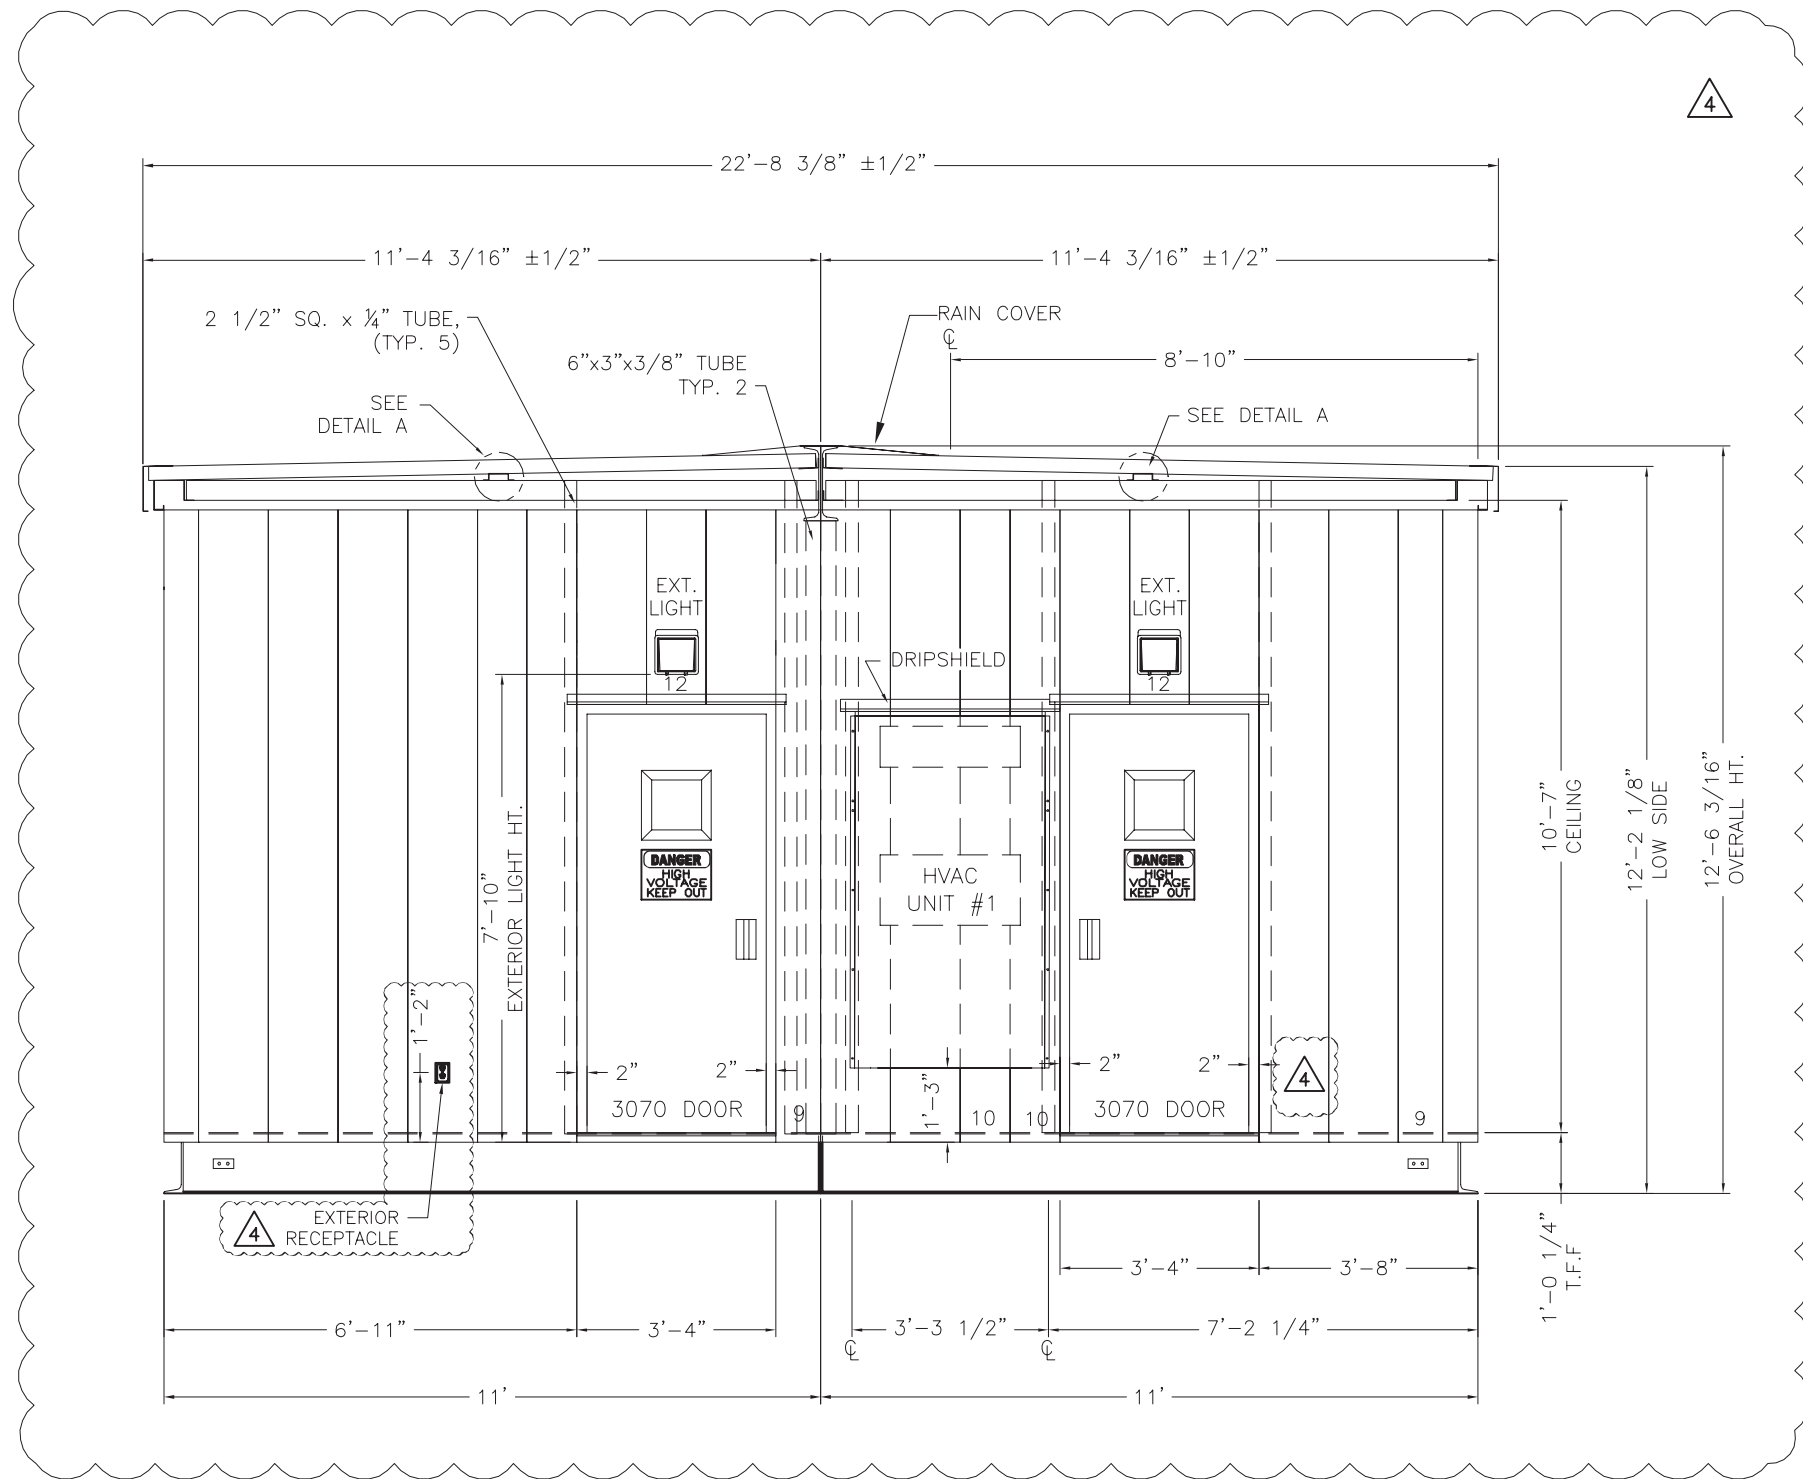 4
22'-8 3/8" ±1/2"
11'-4 3/16" ±1/2"
11'-4 3/16" ±1/2"
2 1/2" SQ. x ¼" TUBE,
(TYP. 5)
RAIN COVER
℄
8'-10"
6"x3"x3/8" TUBE
TYP. 2
SEE
DETAIL A
SEE DETAIL A
EXT.
LIGHT
12
EXT.
LIGHT
12
DRIPSHIELD
7'-10"
EXTERIOR LIGHT HT.
DANGER
HIGH
VOLTAGE
KEEP OUT
HVAC
UNIT #1
DANGER
HIGH
VOLTAGE
KEEP OUT
10'-7"
CEILING
12'-2 1/8"
LOW SIDE
12'-6 3/16"
OVERALL HT.
1'-2"
2"
2"
2"
2"
4
3070 DOOR
9
1'-3"
10
10
3070 DOOR
9
4
EXTERIOR
RECEPTACLE
1'-0 1/4"
T.F.F
3'-4"
3'-8"
6'-11"
3'-4"
3'-3 1/2"
7'-2 1/4"
℄
℄
11'
11'